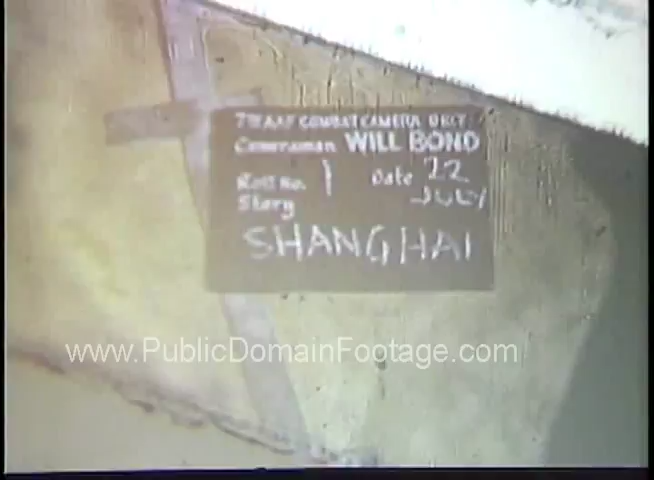 7TH AAF COMBAT CAMERA UNIT
Cameraman WILL BOND
Roll No. 1 Date 22
Story JULY
SHANGHAI
www.PublicDomainFootage.com